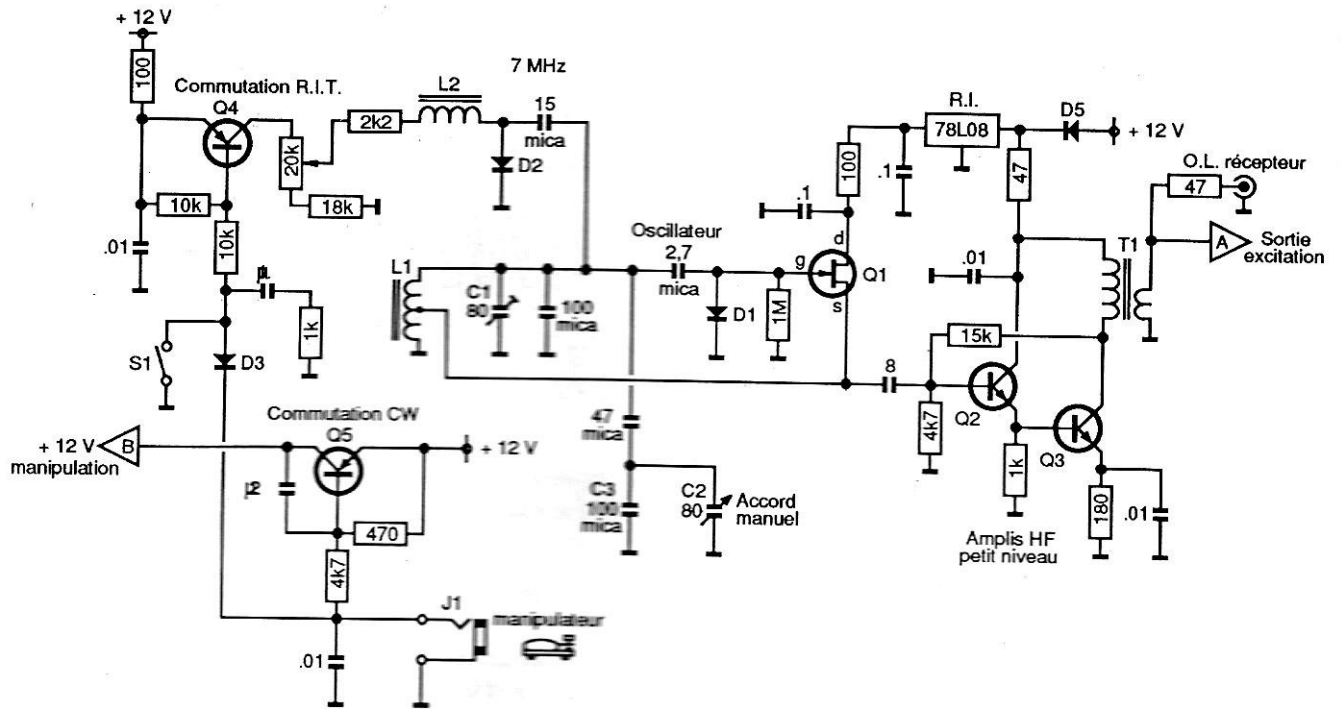 + 12 V
100
Commutation R.I.T.
Q4
20k
2k2
L2
7 MHz
15
mica
D2
18k
10k
10k
.01
1k
S1
D3
L1
C1
80
100
mica
Oscillateur
2,7
mica
D1
1M
g
d
s
Q1
100
.1
.1
R.I.
78L08
D5
+ 12 V
47
O.L. récepteur
47
T1
A
Sortie
excitation
.01
15k
8
4k7
Q2
Q3
1k
180
.01
Amplis HF
petit niveau
47
mica
C3
100
mica
C2
80
Accord
manuel
Commutation CW
Q5
+ 12 V
+ 12 V
manipulation
B
470
4k7
J1
manipulateur
.01